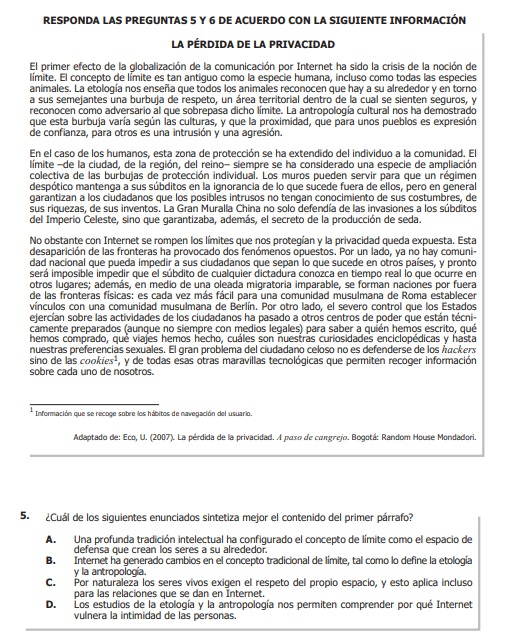 RESPONDA LAS PREGUNTAS 5 Y 6 DE ACUERDO CON LA SIGUIENTE INFORMACIÓN
LA PÉRDIDA DE LA PRIVACIDAD
El primer efecto de la globalización de la comunicación por Internet ha sido la crisis de la noción de
límite. El concepto de límite es tan antiguo como la especie humana, incluso como todas las especies
animales. La etología nos enseña que todos los animales reconocen que hay a su alrededor y en torno
a sus semejantes una burbuja de respeto, un área territorial dentro de la cual se sienten seguros, y
reconocen como adversario al que sobrepasa dicho límite. La antropología cultural nos ha demostrado
que esta burbuja varía según las culturas, y que la proximidad, que para unos pueblos es expresión
de confianza, para otros es una intrusión y una agresión.
En el caso de los humanos, esta zona de protección se ha extendido del individuo a la comunidad. El
límite –de la ciudad, de la región, del reino– siempre se ha considerado una especie de ampliación
colectiva de las burbujas de protección individual. Los muros pueden servir para que un régimen
despótico mantenga a sus súbditos en la ignorancia de lo que sucede fuera de ellos, pero en general
garantizan a los ciudadanos que los posibles intrusos no tengan conocimiento de sus costumbres, de
sus riquezas, de sus inventos. La Gran Muralla China no solo defendía de las invasiones a los súbditos
del Imperio Celeste, sino que garantizaba, además, el secreto de la producción de seda.
No obstante con Internet se rompen los límites que nos protegían y la privacidad queda expuesta. Esta
desaparición de las fronteras ha provocado dos fenómenos opuestos. Por un lado, ya no hay comuni-
dad nacional que pueda impedir a sus ciudadanos que sepan lo que sucede en otros países, y pronto
será imposible impedir que el súbdito de cualquier dictadura conozca en tiempo real lo que ocurre en
otros lugares; además, en medio de una oleada migratoria imparable, se forman naciones por fuera
de las fronteras físicas: es cada vez más fácil para una comunidad musulmana de Roma establecer
vínculos con una comunidad musulmana de Berlín. Por otro lado, el severo control que los Estados
ejercían sobre las actividades de los ciudadanos ha pasado a otros centros de poder que están técni-
camente preparados (aunque no siempre con medios legales) para saber a quién hemos escrito, qué
hemos comprado, qué viajes hemos hecho, cuáles son nuestras curiosidades enciclopédicas y hasta
nuestras preferencias sexuales. El gran problema del ciudadano celoso no es defenderse de los hackers
sino de las cookies¹, y de todas esas otras maravillas tecnológicas que permiten recoger información
sobre cada uno de nosotros.
¹ Información que se recoge sobre los hábitos de navegación del usuario.
Adaptado de: Eco, U. (2007). La pérdida de la privacidad. A paso de cangrejo. Bogotá: Random House Mondadori.
5. ¿Cuál de los siguientes enunciados sintetiza mejor el contenido del primer párrafo?
A. Una profunda tradición intelectual ha configurado el concepto de límite como el espacio de
defensa que crean los seres a su alrededor.
B. Internet ha generado cambios en el concepto tradicional de límite, tal como lo define la etología
y la antropología.
C. Por naturaleza los seres vivos exigen el respeto del propio espacio, y esto aplica incluso
para las relaciones que se dan en Internet.
D. Los estudios de la etología y la antropología nos permiten comprender por qué Internet
vulnera la intimidad de las personas.